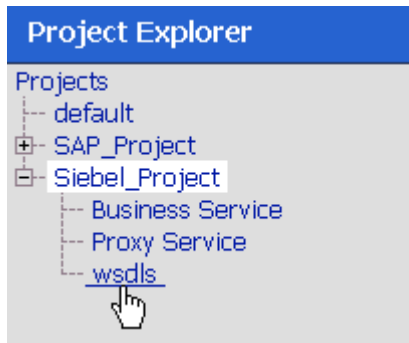 Project Explorer
Projects
default
SAP_Project
Siebel_Project
Business Service
Proxy Service
wsdls